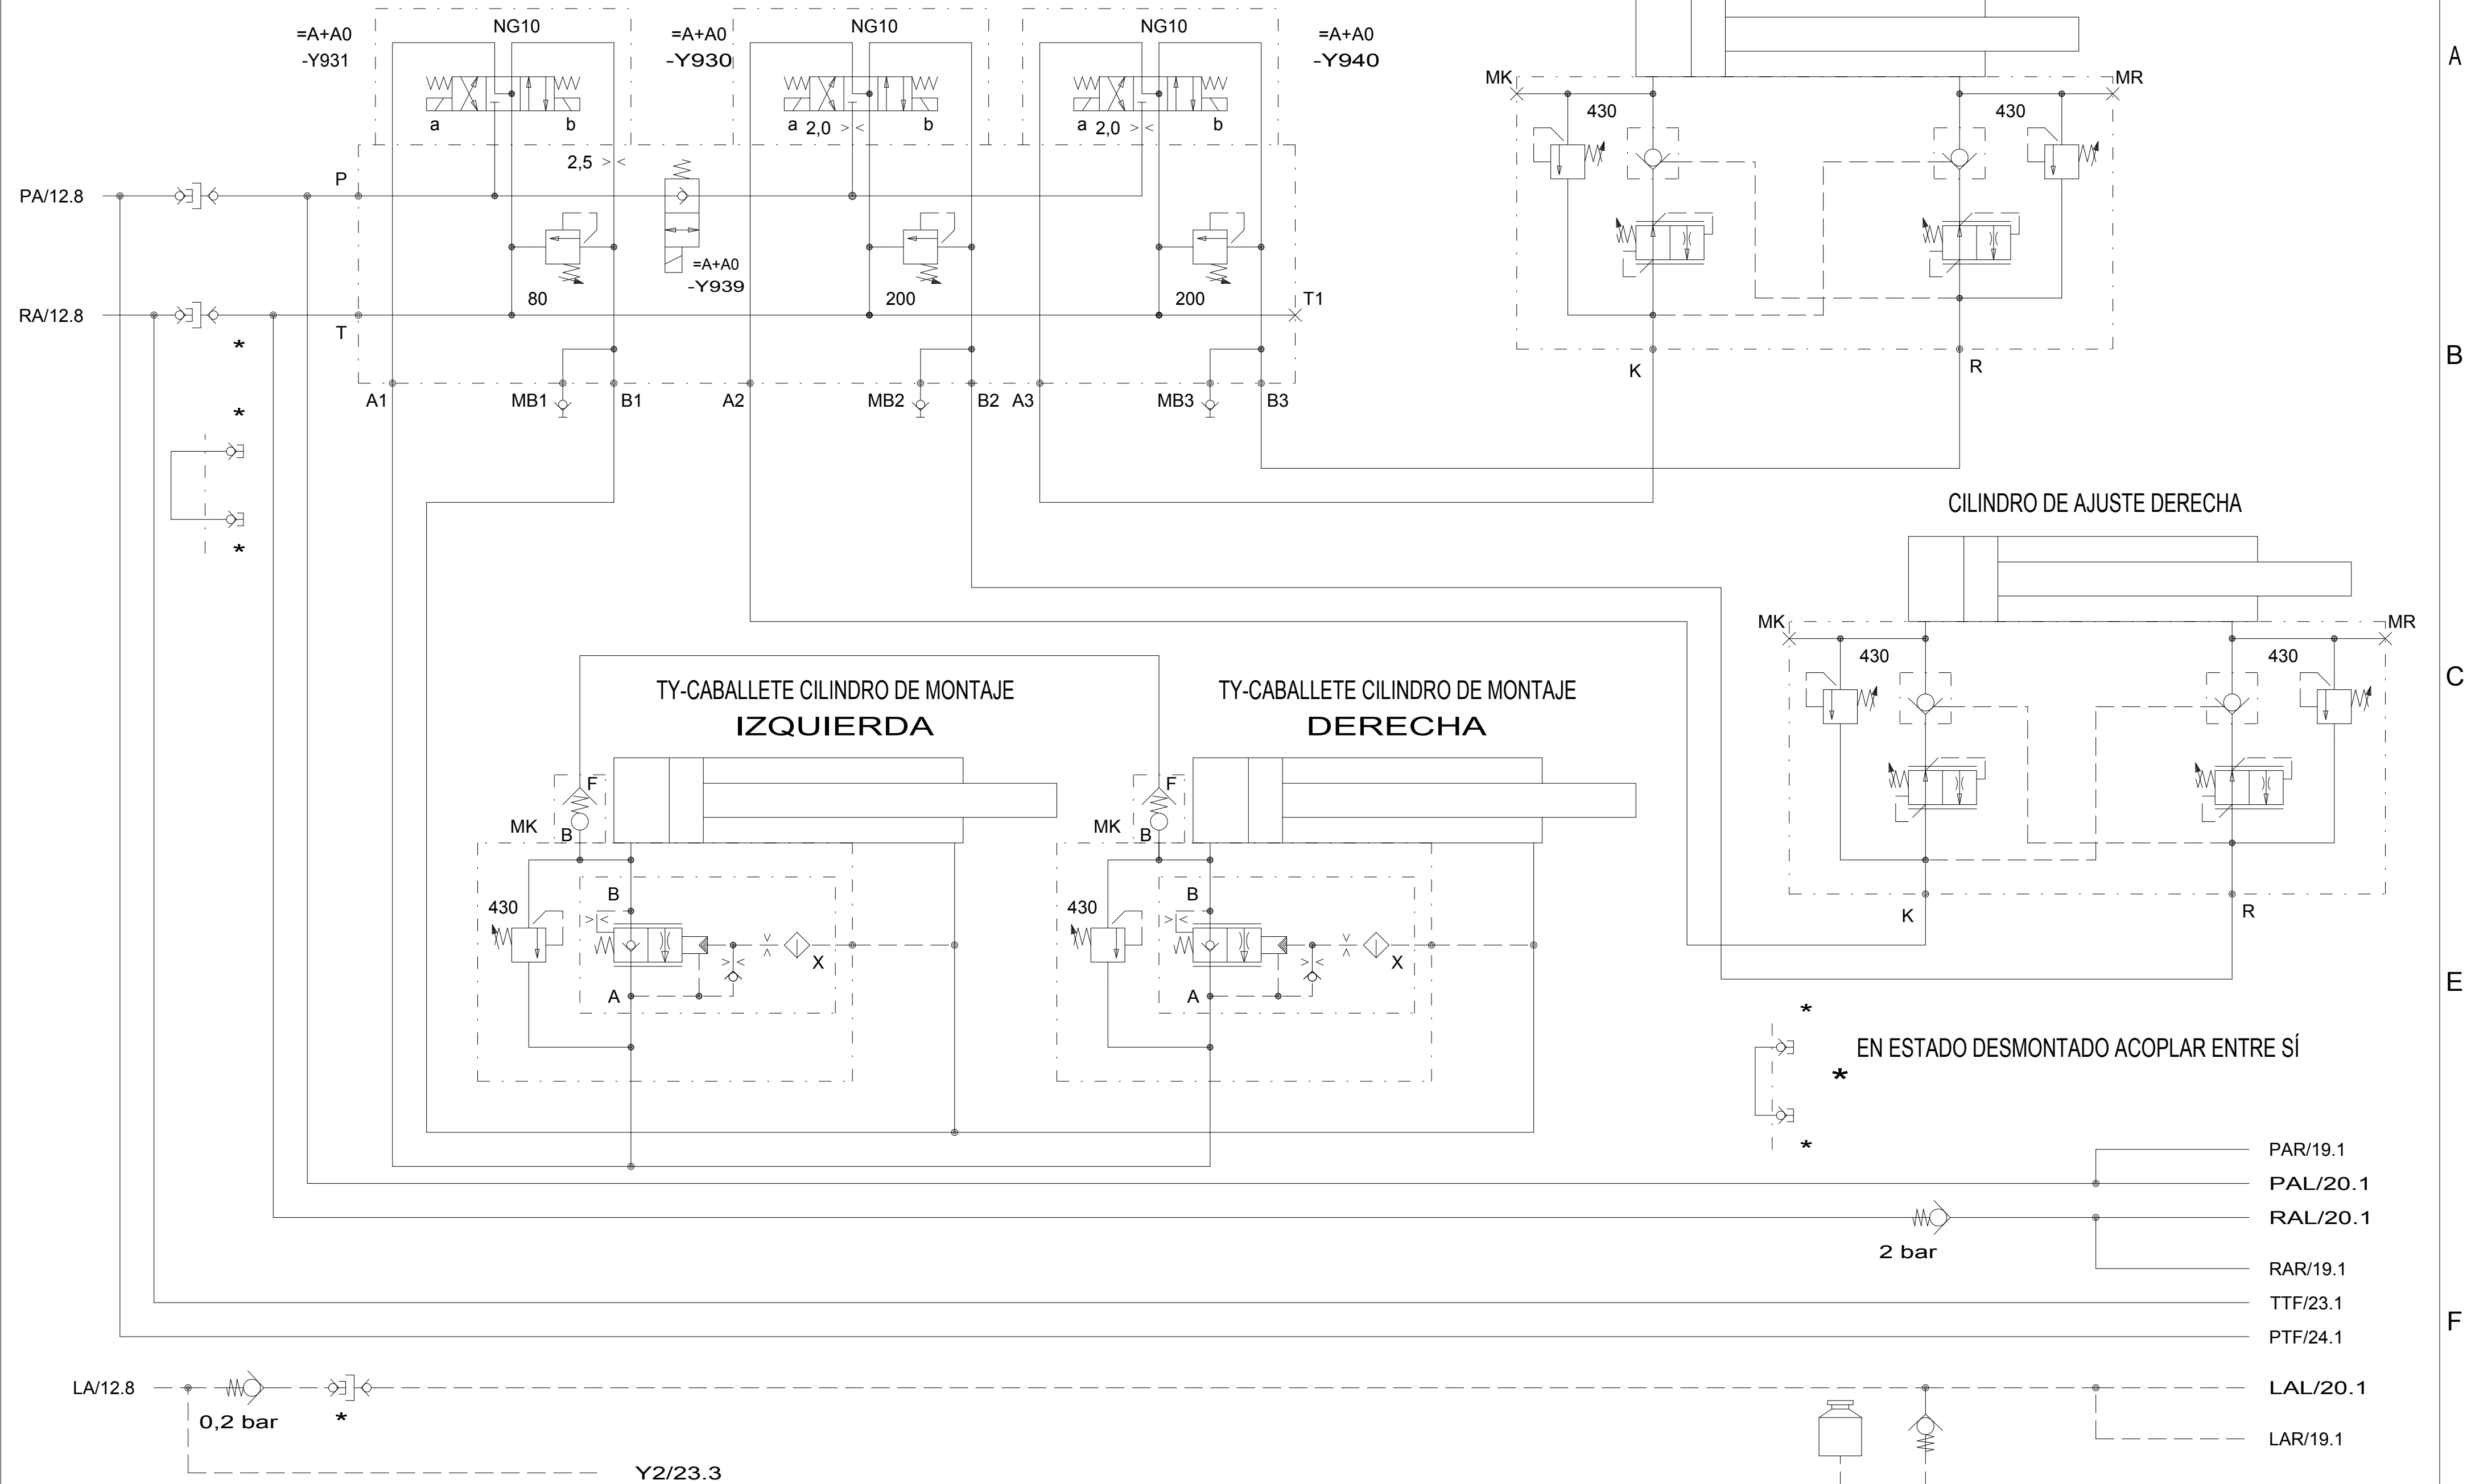 NG10
NG10
NG10
=A+A0
-Y931
=A+A0
-Y930
=A+A0
-Y940
A
MK
MR
430
430
a
b
a
2,0
b
a
2,0
b
2,5
P
PA/12.8
=A+A0
-Y939
80
200
200
T1
RA/12.8
T
*
B
K
R
A1
MB1
B1
A2
MB2
B2
A3
MB3
B3
*
*
CILINDRO DE AJUSTE DERECHA
MK
MR
430
430
C
TY-CABALLETE CILINDRO DE MONTAJE
IZQUIERDA
TY-CABALLETE CILINDRO DE MONTAJE
DERECHA
F
F
MK
B
MK
B
B
B
430
430
K
R
X
X
A
A
E
*
EN ESTADO DESMONTADO ACOPLAR ENTRE SÍ
*
*
PAR/19.1
PAL/20.1
RAL/20.1
2 bar
RAR/19.1
TTF/23.1
PTF/24.1
F
LA/12.8
0,2 bar
*
LAL/20.1
LAR/19.1
Y2/23.3